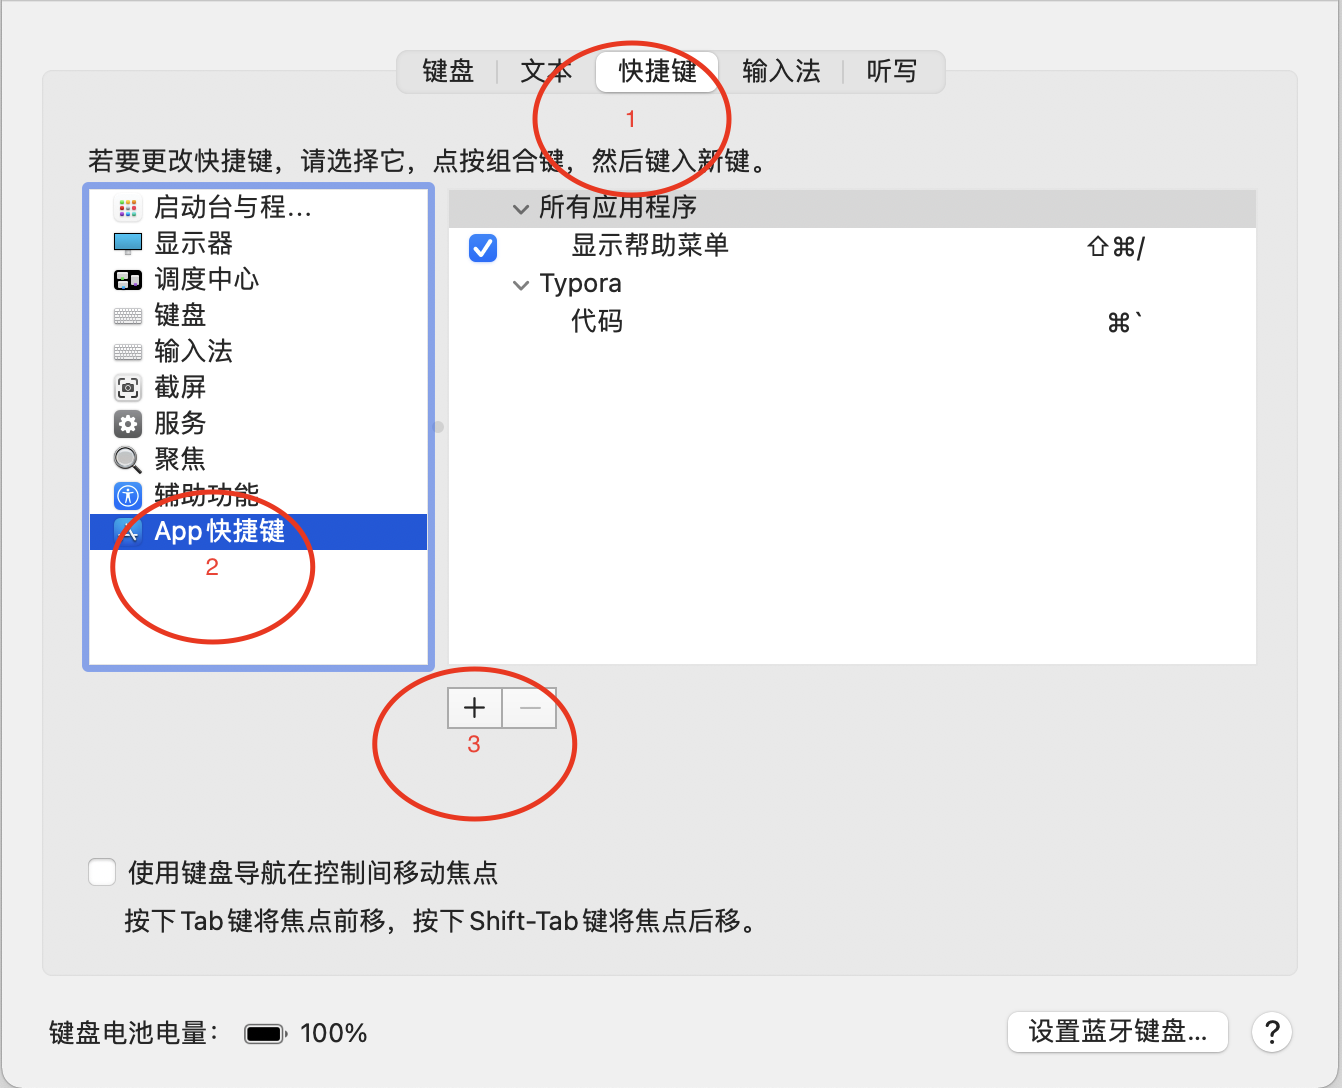 键盘 文本 快捷键 输入法 听写
1
若要更改快捷键，请选择它，点按组合键，然后键入新键。
启动台与程...
显示器
调度中心
键盘
输入法
截屏
服务
聚焦
辅助功能
App 快捷键
2
所有应用程序
显示帮助菜单 ⇧⌘/
Typora
代码 ⌘`
+ —
3
使用键盘导航在控制间移动焦点
按下 Tab 键将焦点前移，按下 Shift-Tab 键将焦点后移。
键盘电池电量： 100%
设置蓝牙键盘... ?